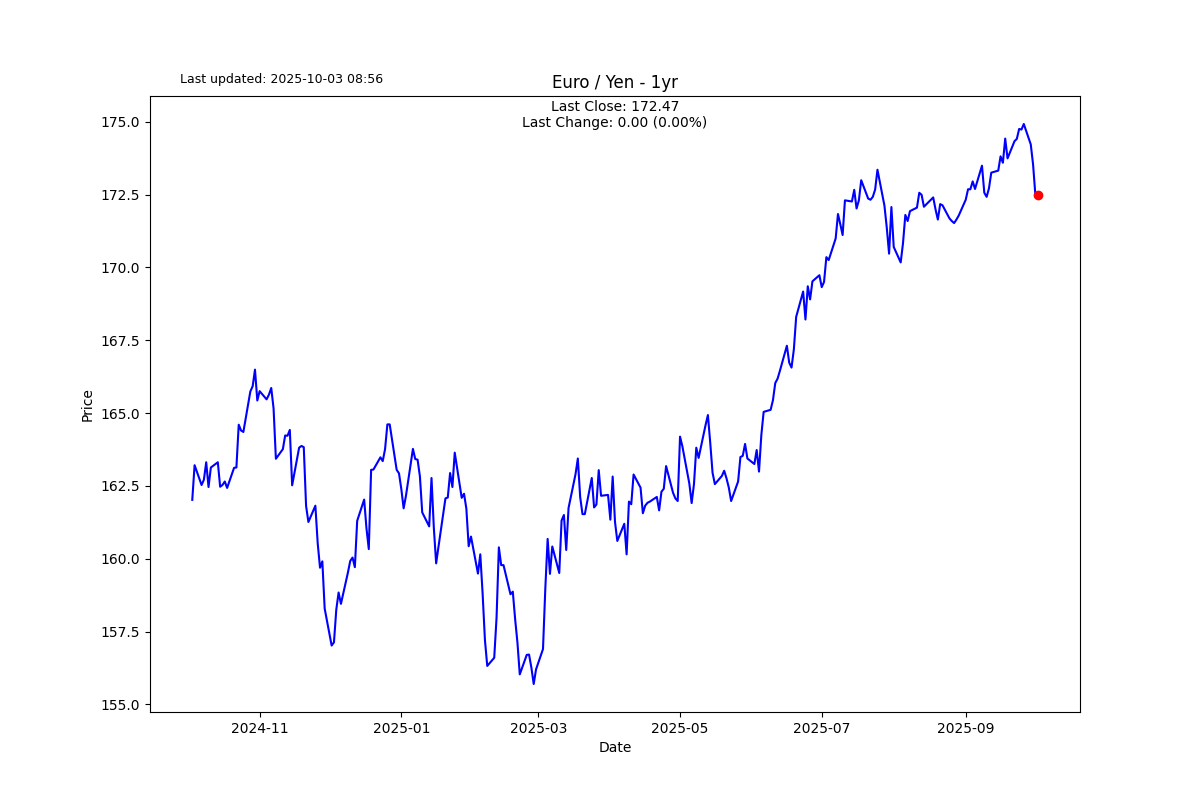 Last updated: 2025-10-03 08:56
Euro / Yen - 1yr
Last Close: 172.47
Last Change: 0.00 (0.00%)
175.0
172.5
170.0
167.5
165.0
162.5
160.0
157.5
155.0
Price
2024-11
2025-01
2025-03
2025-05
2025-07
2025-09
Date